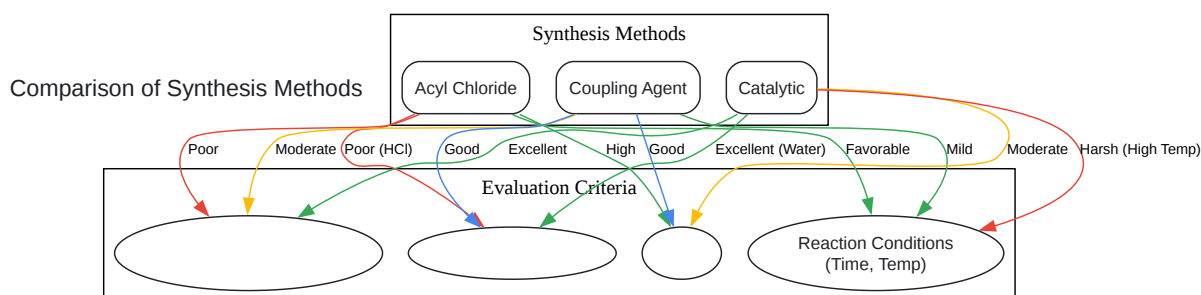 Synthesis Methods
Comparison of Synthesis Methods
Acyl Chloride
Coupling Agent
Catalytic
Poor
Moderate
Poor (HCl)
Good
Excellent
High
Good
Excellent (Water)
Favorable
Mild
Moderate
Harsh (High Temp)
Evaluation Criteria
Reaction Conditions
(Time, Temp)